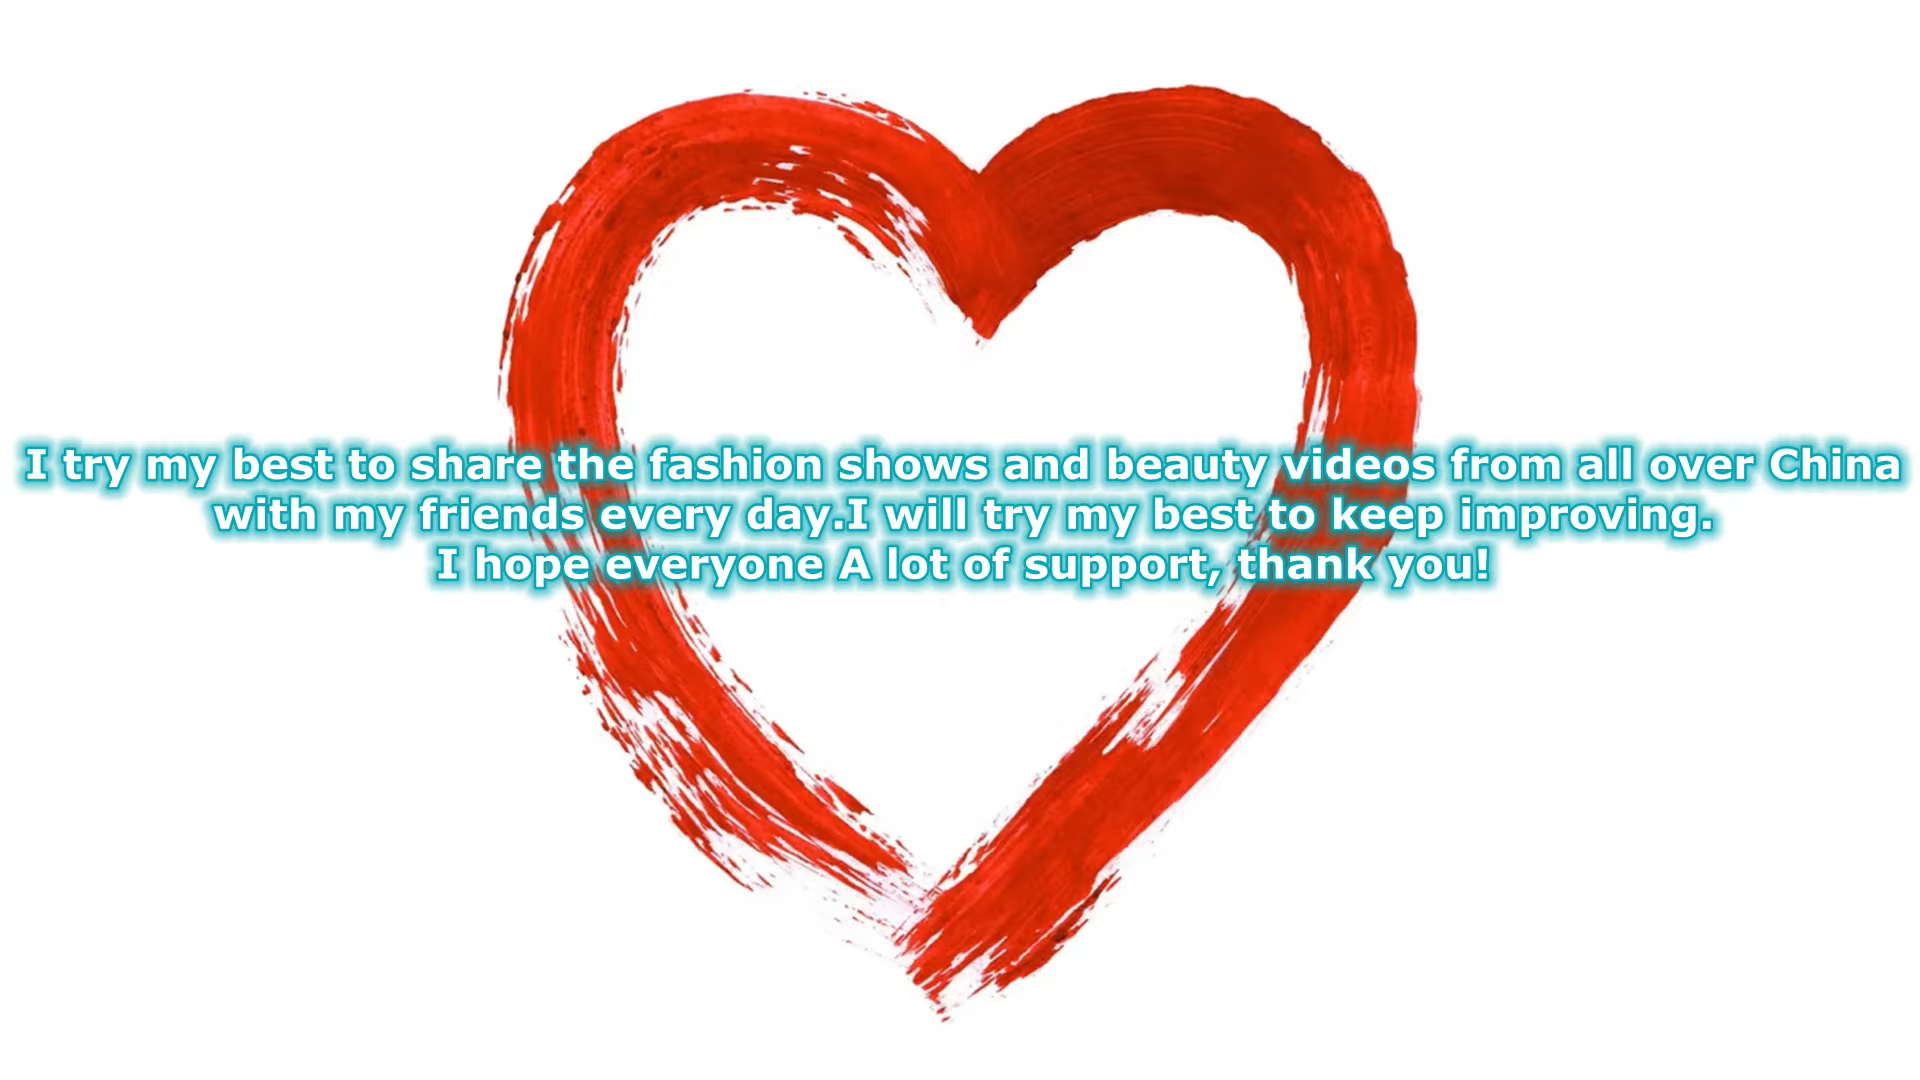 I try my best to share the fashion shows and beauty videos from all over China
with my friends every day.I will try my best to keep improving.
I hope everyone A lot of support, thank you!